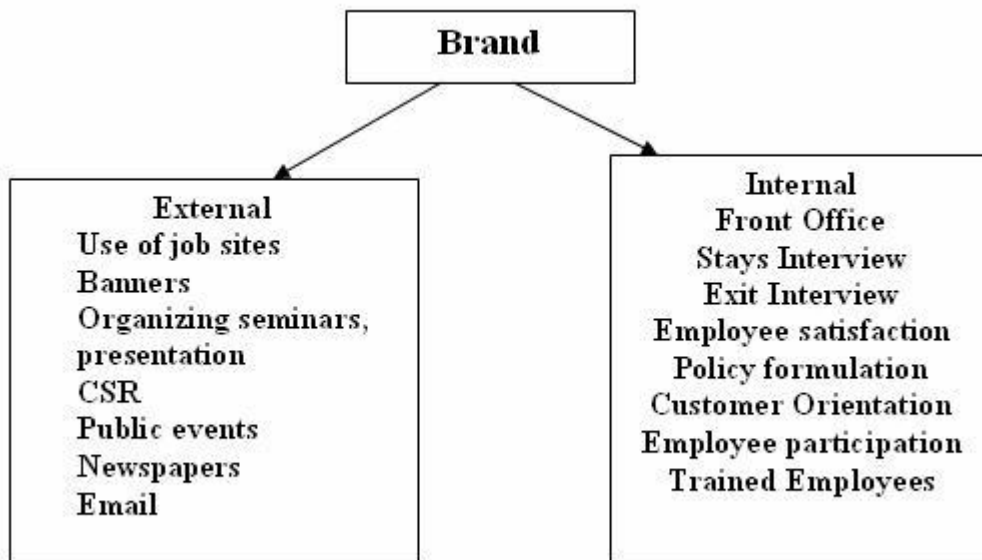 Brand
External
Use of job sites
Banners
Organizing seminars,
presentation
CSR
Public events
Newspapers
Email
Internal
Front Office
Stays Interview
Exit Interview
Employee satisfaction
Policy formulation
Customer Orientation
Employee participation
Trained Employees